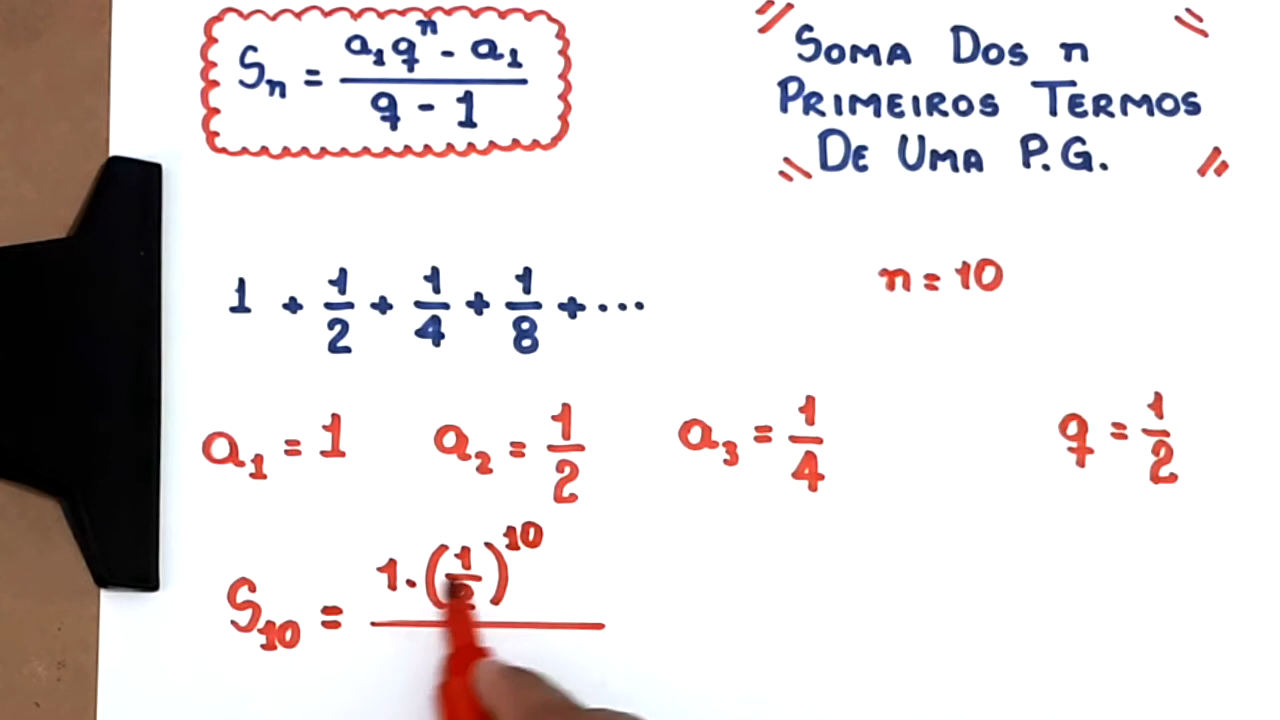 Sn = (a₁qⁿ - a₁) / (q - 1)
SOMA DOS n
PRIMEIROS TERMOS
DE UMA P.G.
n = 10
1 + 1/2 + 1/4 + 1/8 + ...
a₁ = 1 a₂ = 1/2 a₃ = 1/4 q = 1/2
S₁₀ = 1 · (1/2)¹⁰